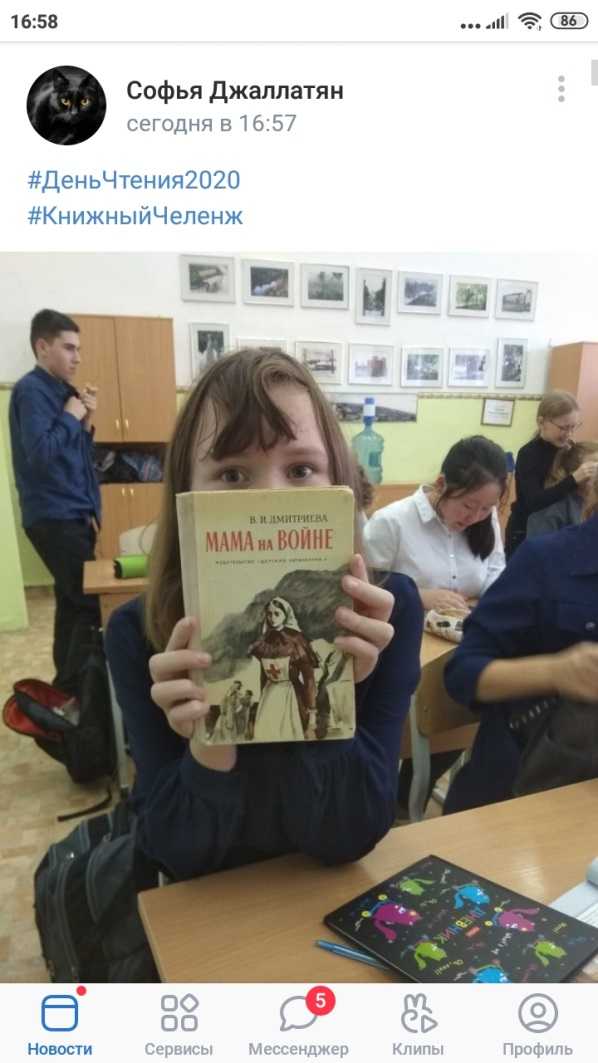 16:58
86
Софья Джаллатян
сегодня в 16:57
#ДеньЧтения2020
#КнижныйЧеленж
В. И. ДМИТРИЕВА
МАМА на ВОЙНЕ
ИЗДАТЕЛЬСТВО «ДЕТСКАЯ ЛИТЕРАТУРА»
ДНЕВНИК
5
Новости
Сервисы
Мессенджер
Клипы
Профиль